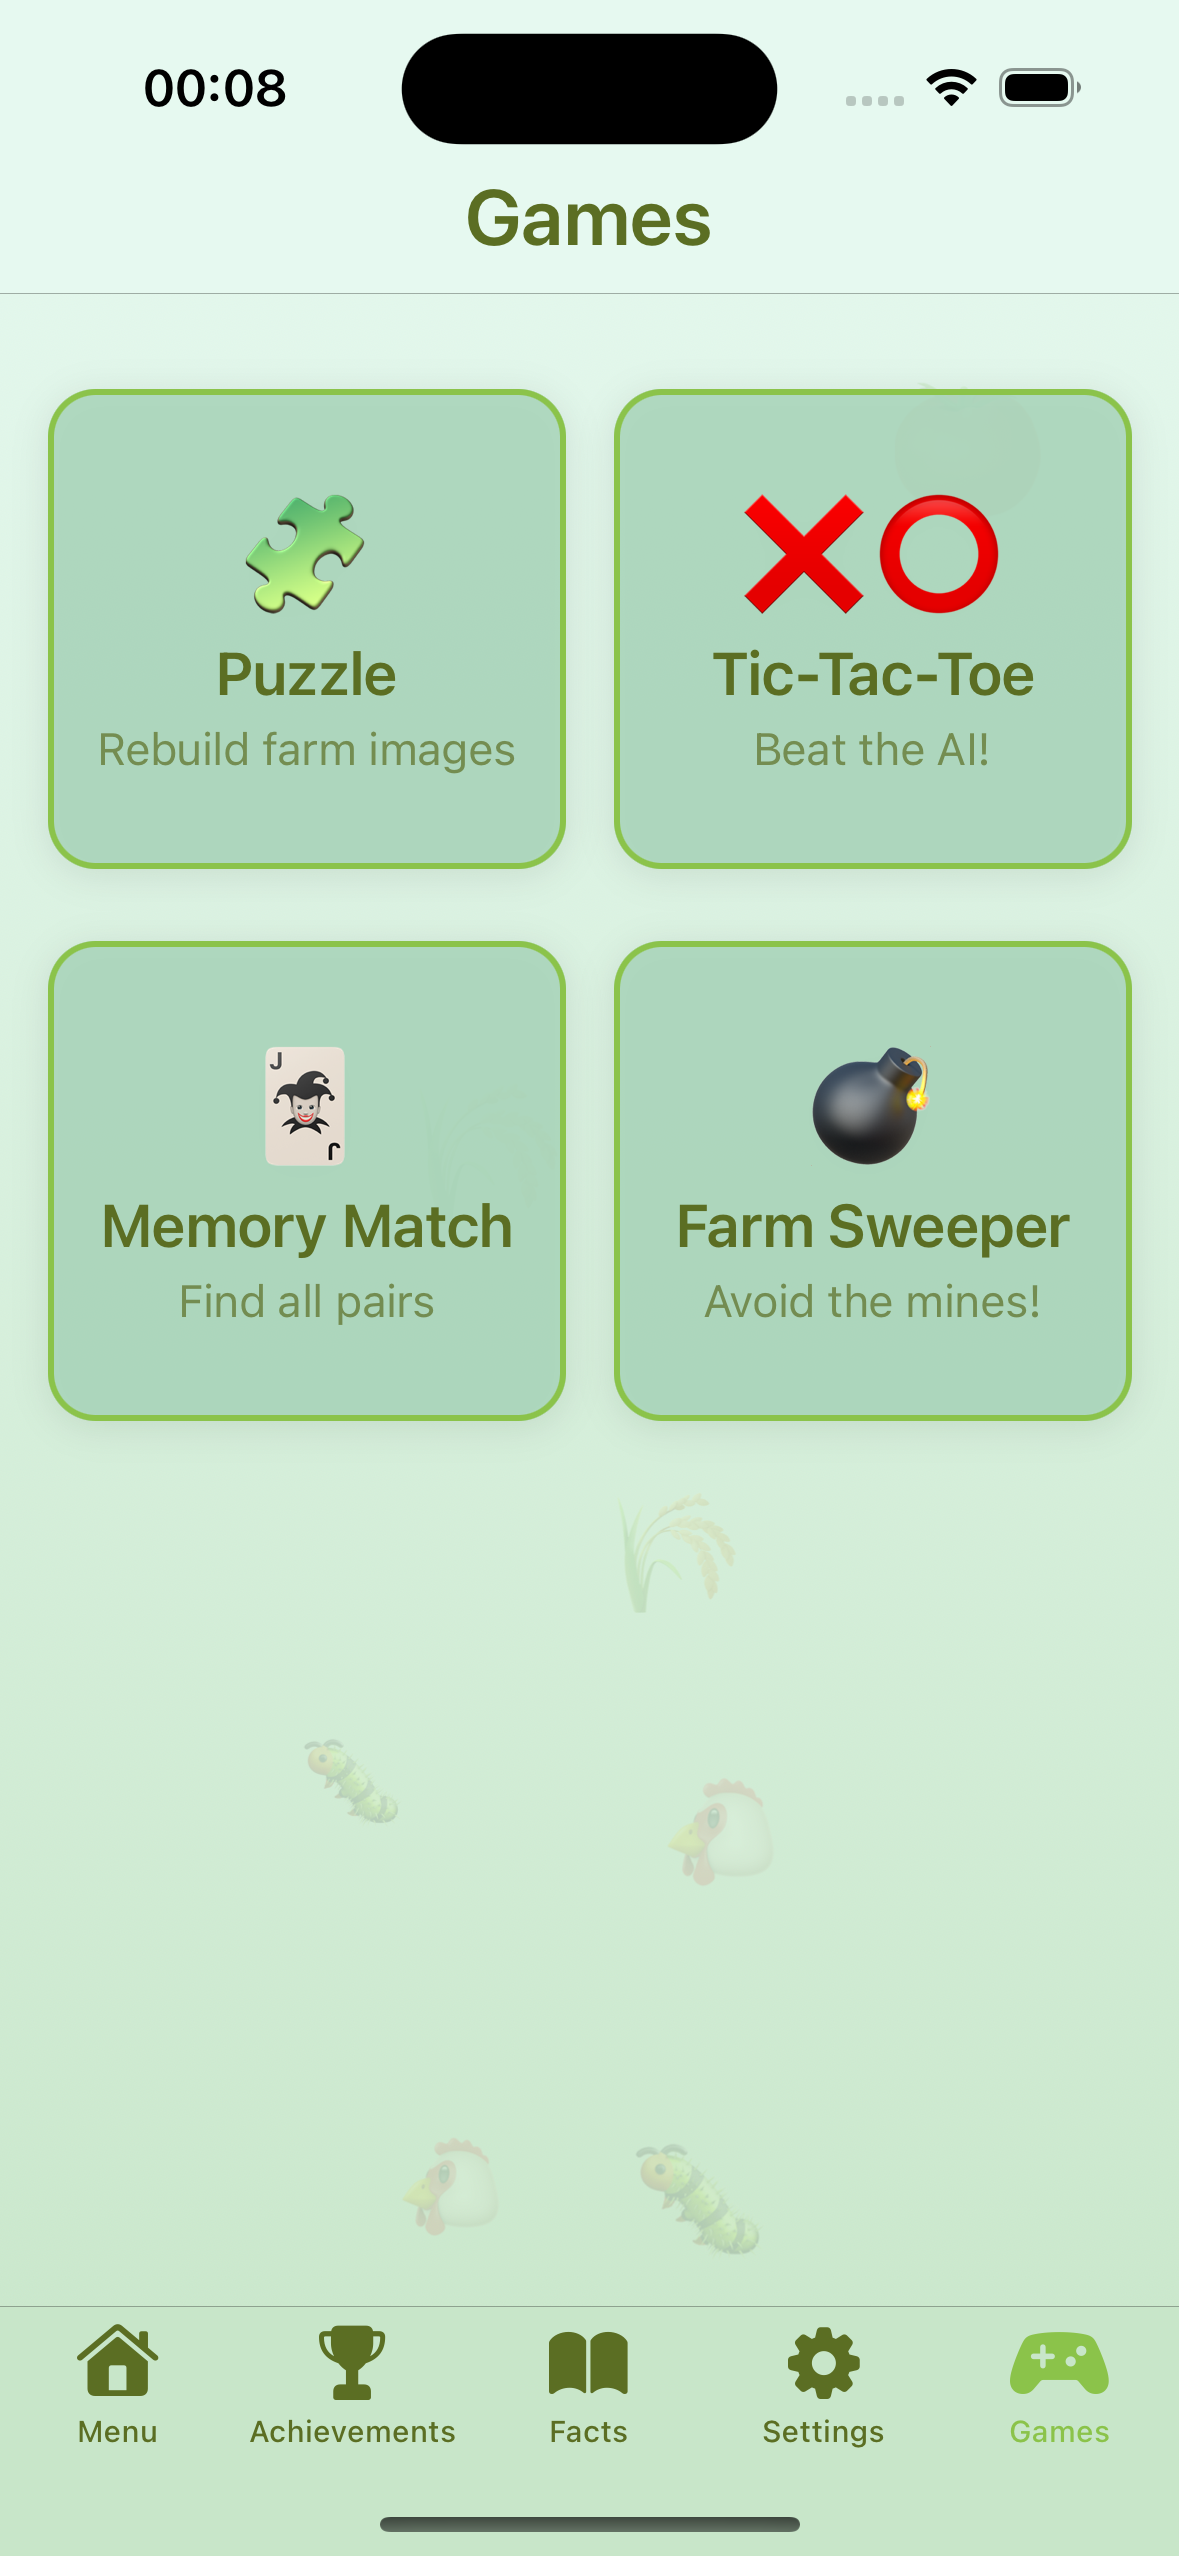 00:08
Games
Puzzle
Rebuild farm images
Tic-Tac-Toe
Beat the AI!
J
J
Memory Match
Find all pairs
Farm Sweeper
Avoid the mines!
Menu
Achievements
Facts
Settings
Games